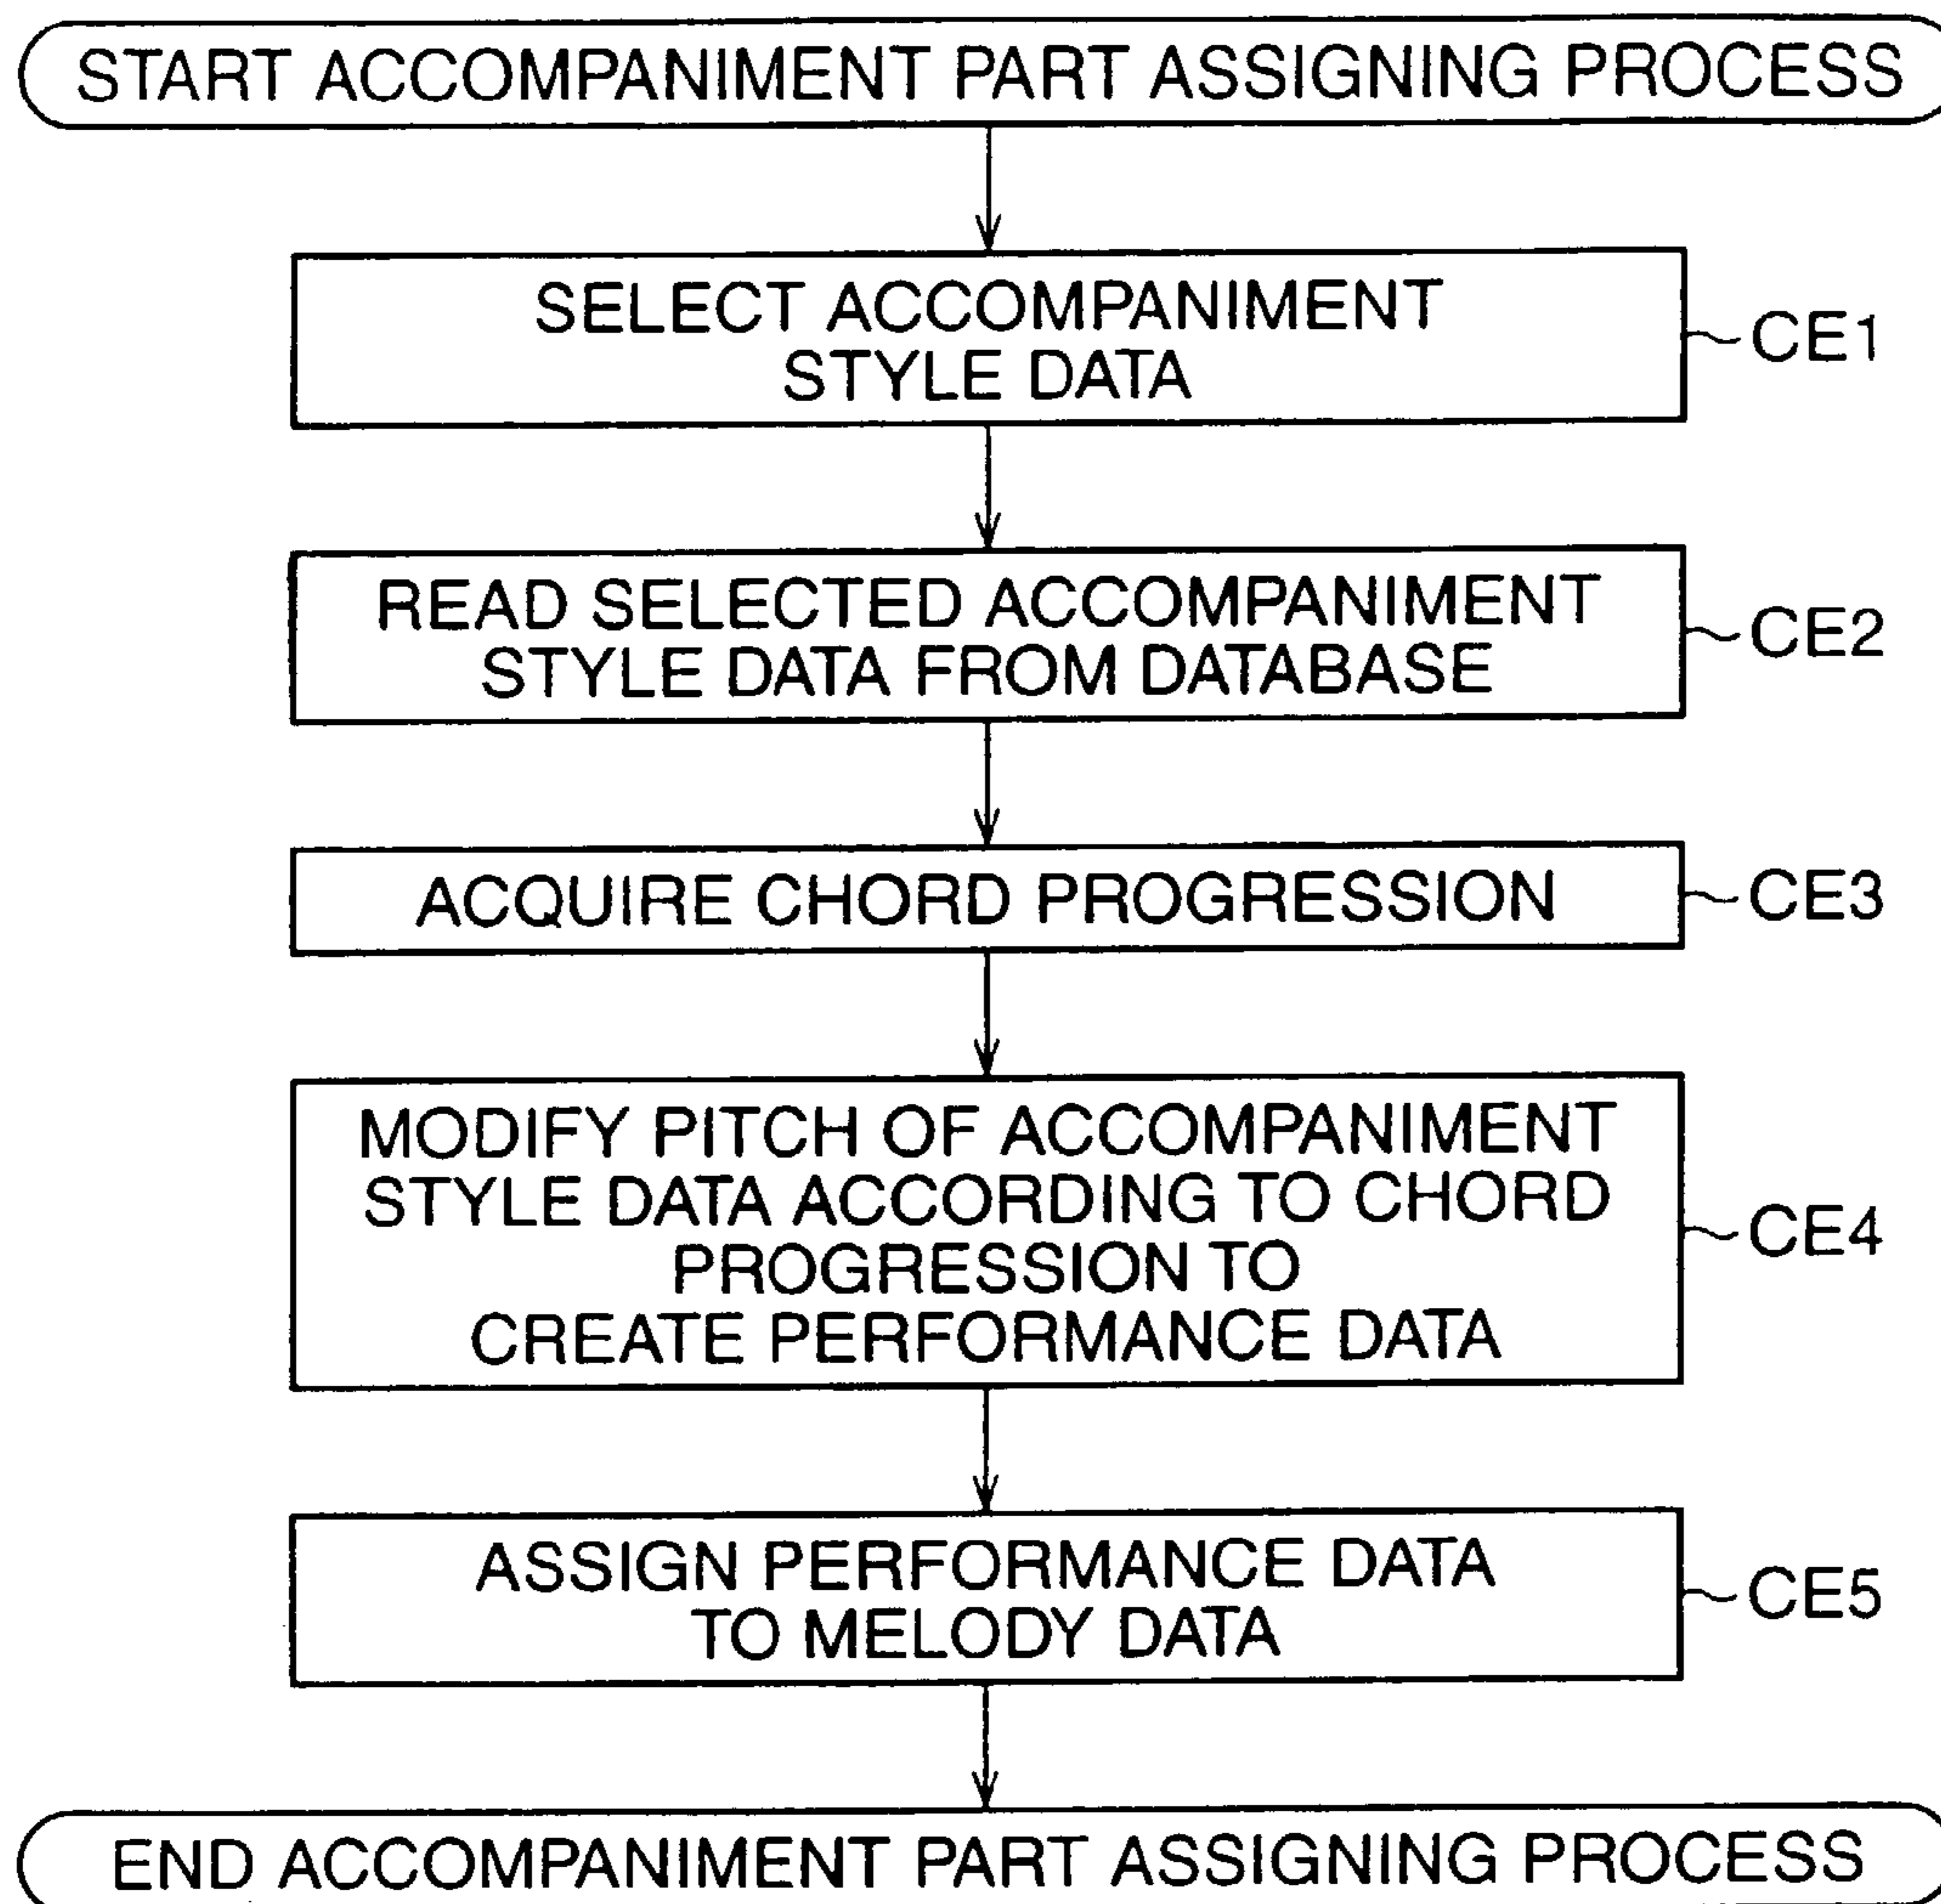 START ACCOMPANIMENT PART ASSIGNING PROCESS
SELECT ACCOMPANIMENT
STYLE DATA
CE1
READ SELECTED ACCOMPANIMENT
STYLE DATA FROM DATABASE
CE2
ACQUIRE CHORD PROGRESSION
CE3
MODIFY PITCH OF ACCOMPANIMENT
STYLE DATA ACCORDING TO CHORD
PROGRESSION TO
CREATE PERFORMANCE DATA
CE4
ASSIGN PERFORMANCE DATA
TO MELODY DATA
CE5
END ACCOMPANIMENT PART ASSIGNING PROCESS